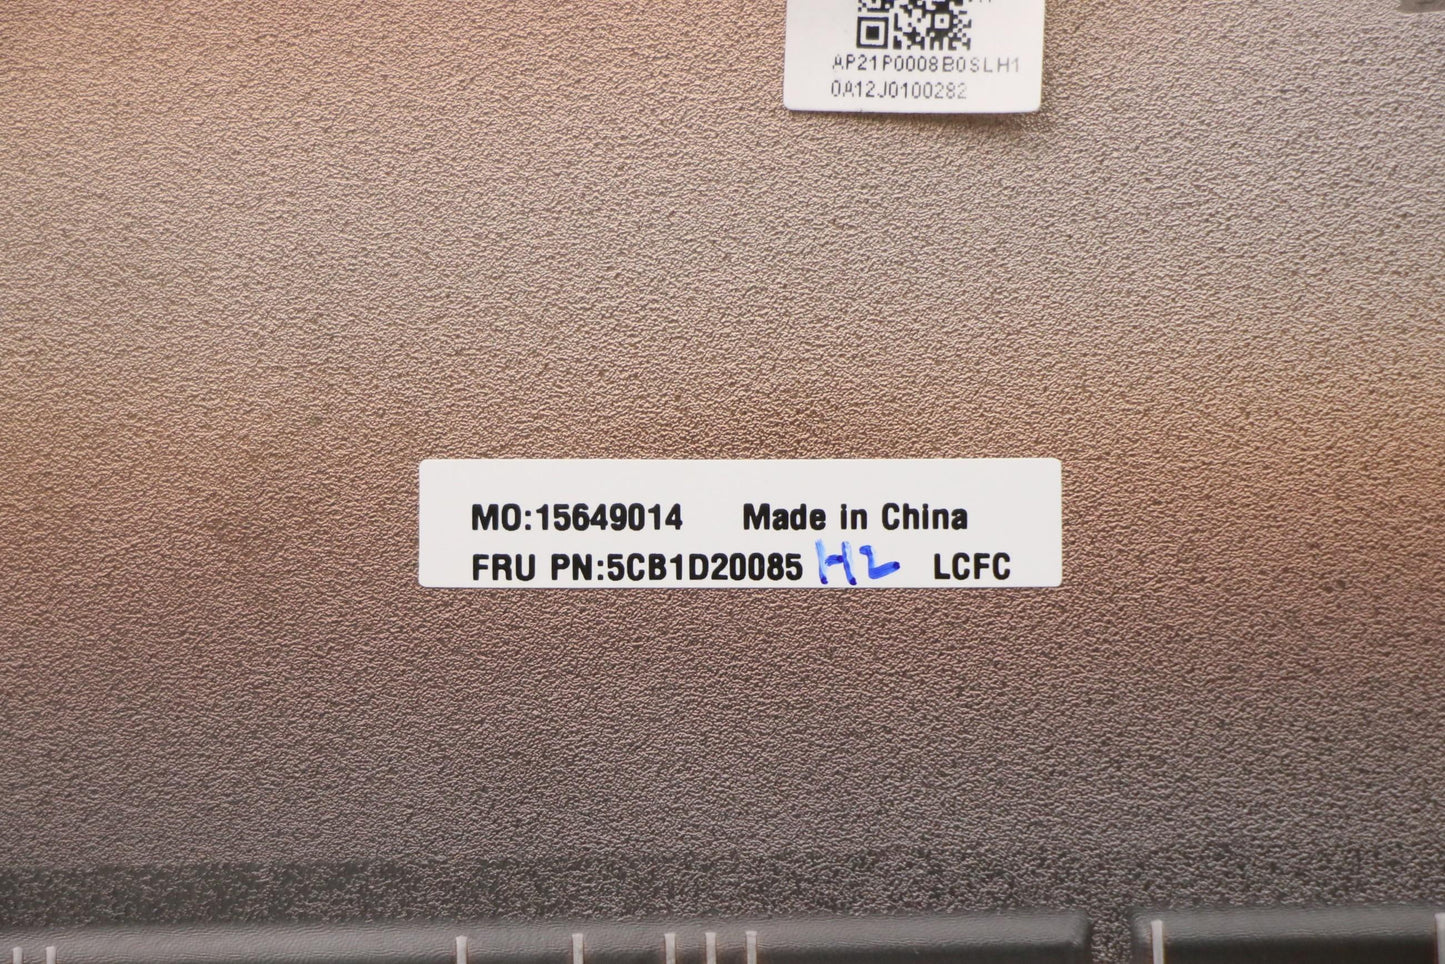 AP21P0008B0SLH1
0A12J0100282
MO:15649014 Made in China
FRU PN:5CB1D20085 H2 LCFC